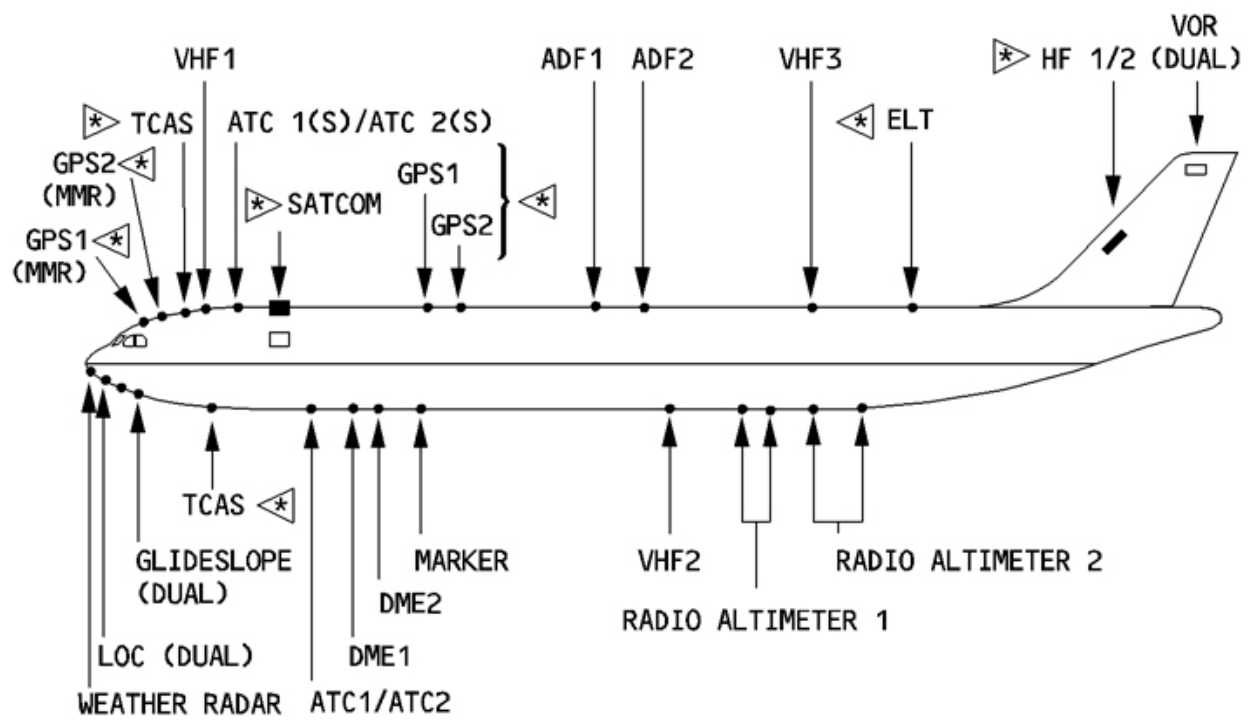 VOR
VHF1
ADF1
ADF2
VHF3
* HF 1/2 (DUAL)
* TCAS
ATC 1(S)/ATC 2(S)
* ELT
GPS2 *
(MMR)
GPS1
* SATCOM
*
GPS2
GPS1 *
(MMR)
TCAS *
GLIDESLOPE
(DUAL)
MARKER
VHF2
RADIO ALTIMETER 2
DME2
RADIO ALTIMETER 1
LOC (DUAL)
DME1
WEATHER RADAR
ATC1/ATC2